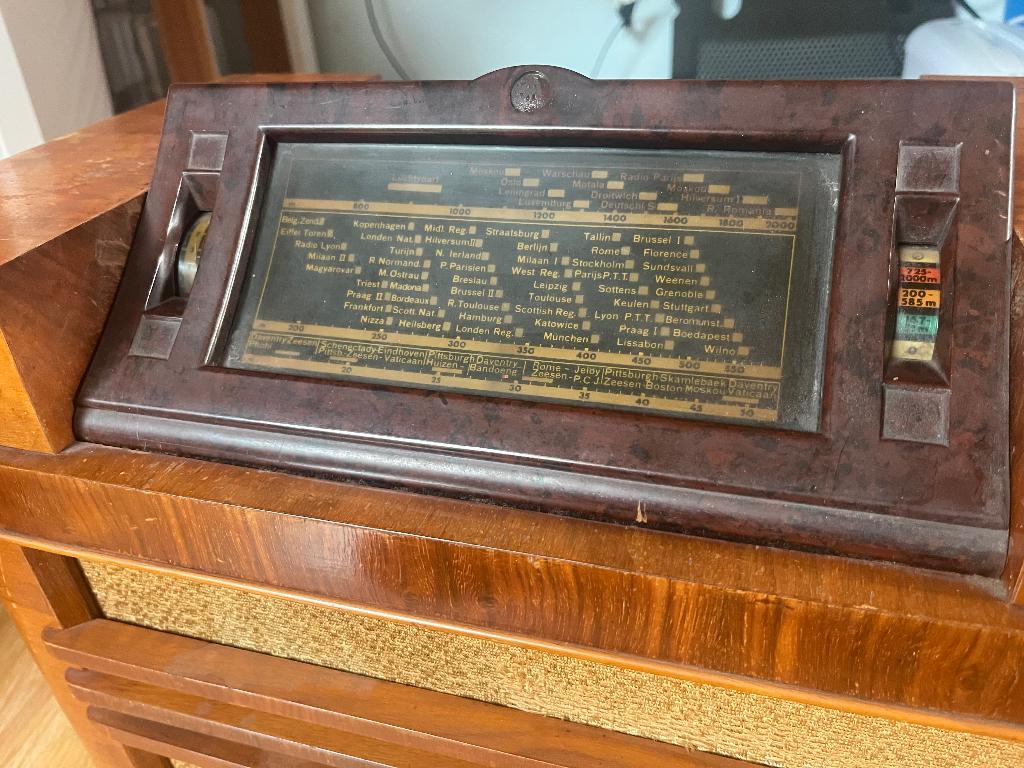 Moskou Warschau Radio Parijs
Luchtvaart Oslo Motala Moskou
Leningrad Droitwich Hilversum I
Luxemburg Deutschl S. R. Romania
m 800 1000 1200 1400 1600 1800 2000
Belg. Zend. Kopenhagen Midl. Reg. Straatsburg Tallin Brussel I
Eiffel Toren Londen Nat. Hilversum II Berlijn Rome Florence
Radio Lyon Turijn N. Ierland Milaan I Stockholm Sundsvall
Milaan II R Normand. P. Parisien West Reg. Parijs P.T.T. Weenen
Magyarovar M. Ostrau Breslau Leipzig Sottens Grenoble
Triest Madona Brussel II Toulouse Keulen Stuttgart
Praag II Bordeaux R. Toulouse Scottish Reg. Lyon P.T.T. Beromunst.
Frankfort Scott. Nat. Hamburg Katowice Praag I Boedapest
Nizza Heilsberg Londen Reg. München Lissabon Wilno
m 200 250 300 350 400 450 500 550
Daventry Zeesen Schenectady Eindhoven Pittsburgh Daventry Rome - Jeloy Pittsburgh Skamlebaek Daventry
Pittsb.-Zeesen-Vaticaan Huizen - Bandoeng Zeesen-P.C.J. Zeesen-Boston Moskou Vaticaan
m 20 25 30 35 40 45 50
725-
2000m
200-
585 m